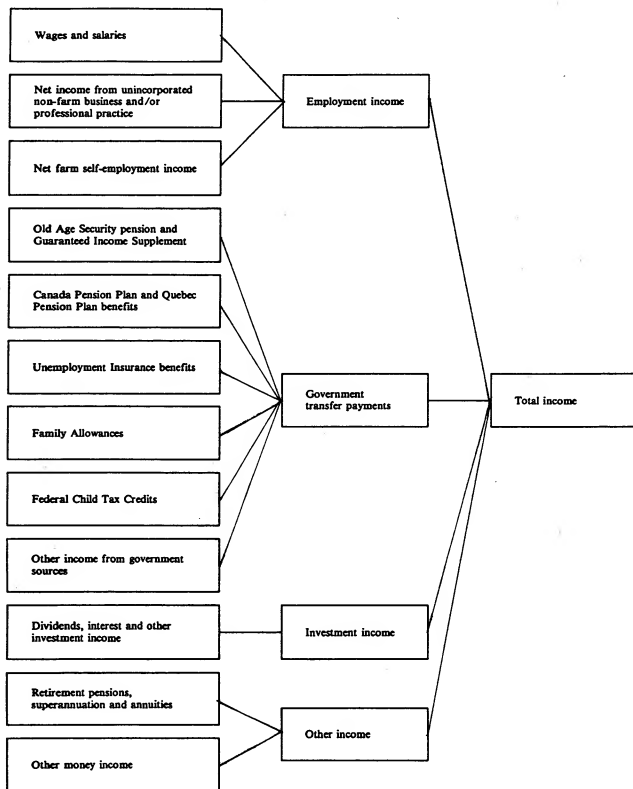 Wages and salaries
Net income from unincorporated
non-farm business and/or
professional practice
Employment income
Net farm self-employment income
Old Age Security pension and
Guaranteed Income Supplement
Canada Pension Plan and Quebec
Pension Plan benefits
Unemployment Insurance benefits
Government
transfer payments
Total income
Family Allowances
Federal Child Tax Credits
Other income from government
sources
Dividends, interest and other
investment income
Investment income
Retirement pensions,
superannuation and annuities
Other income
Other money income